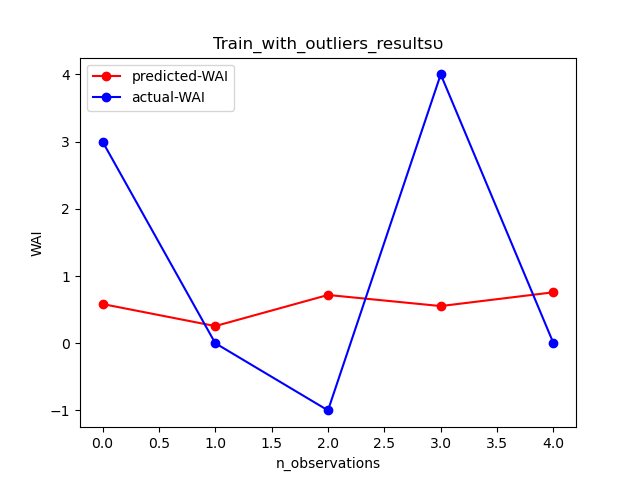 Train_with_outliers_resultsυ
predicted-WAI
actual-WAI
4
3
2
1
0
−1
WAI
0.0 0.5 1.0 1.5 2.0 2.5 3.0 3.5 4.0
n_observations